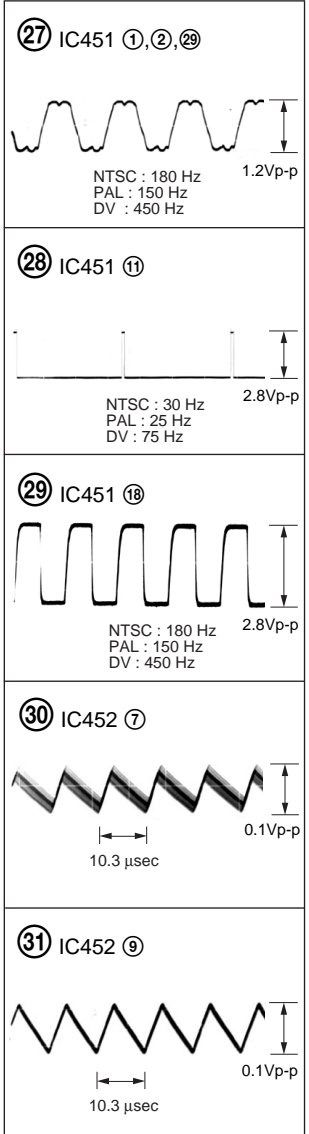 ㉗ IC451 ①,②,㉙
1.2Vp-p
NTSC : 180 Hz
PAL : 150 Hz
DV : 450 Hz
㉘ IC451 ⑪
2.8Vp-p
NTSC : 30 Hz
PAL : 25 Hz
DV : 75 Hz
㉙ IC451 ⑱
2.8Vp-p
NTSC : 180 Hz
PAL : 150 Hz
DV : 450 Hz
㉚ IC452 ⑦
0.1Vp-p
10.3 μsec
㉛ IC452 ⑨
0.1Vp-p
10.3 μsec